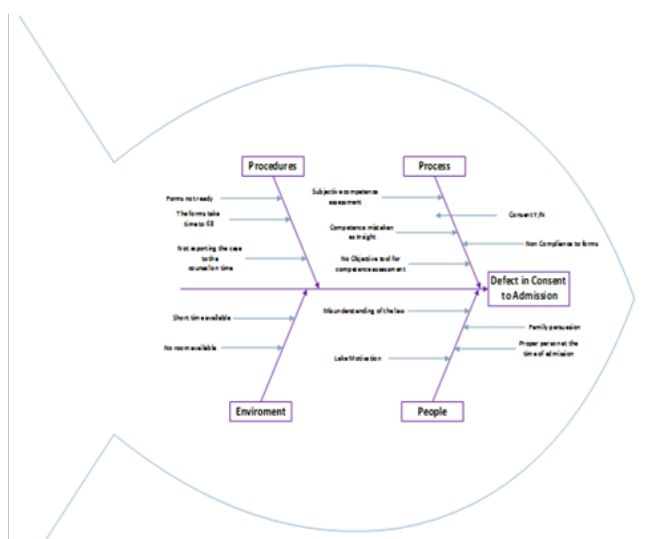 Procedures
Process
Forms not ready
The forms take
time to fill
Not reporting the case
to the
counsel on time
Subjective competence
assessment
Consent Y/N
Competence mistaken
as Insight
Non Compliance to forms
No Objective tool for
competence assessment
Defect in Consent
to Admission
Short time available
No room available
Misunderstanding of the law
Family persuasion
Proper person at the
time of admission
Lake Motivation
Enviroment
People